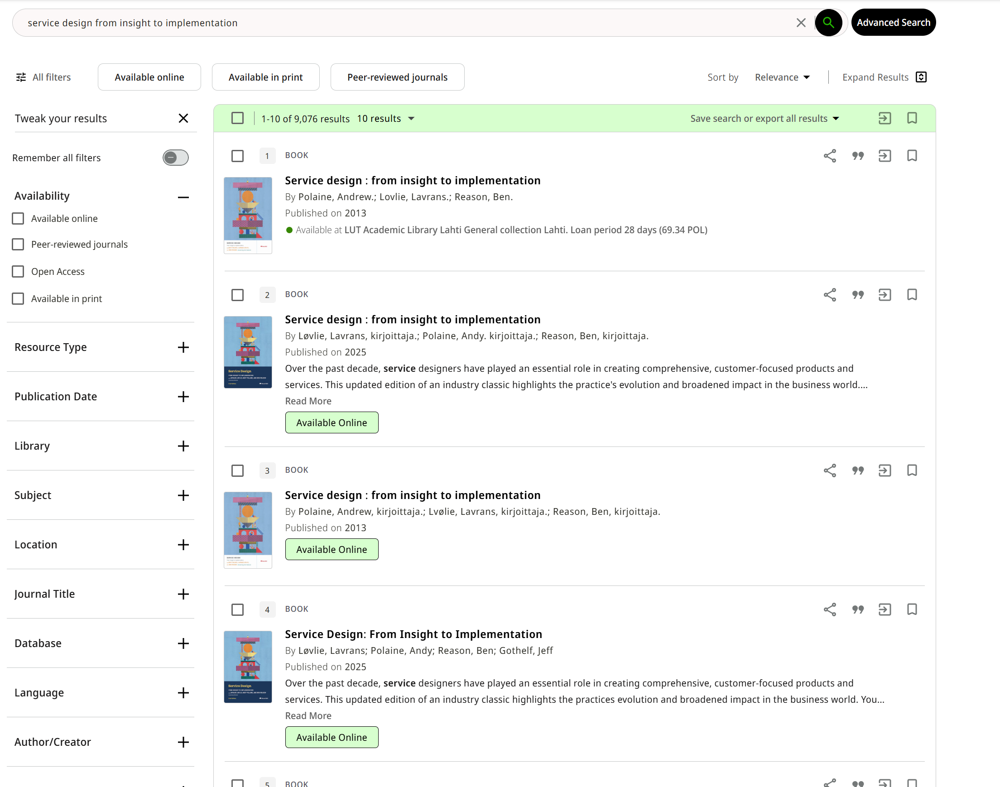 service design from insight to implementation
Advanced Search
All filters
Available online
Available in print
Peer-reviewed journals
Sort by
Relevance
Expand Results
Tweak your results
Remember all filters
Availability
Available online
Peer-reviewed journals
Open Access
Available in print
Resource Type
Publication Date
Library
Subject
Location
Journal Title
Database
Language
Author/Creator
1-10 of 9,076 results 10 results
Save search or export all results
1 BOOK
Service design : from insight to implementation
By Polaine, Andrew.; Lovlie, Lavrans.; Reason, Ben.
Published on 2013
Available at LUT Academic Library Lahti General collection Lahti. Loan period 28 days (69.34 POL)
2 BOOK
Service design : from insight to implementation
By Løvlie, Lavrans, kirjoittaja.; Polaine, Andy. kirjoittaja.; Reason, Ben, kirjoittaja.
Published on 2025
Over the past decade, service designers have played an essential role in creating comprehensive, customer-focused products and
services. This updated edition of an industry classic highlights the practice's evolution and broadened impact in the business world....
Read More
Available Online
Service Design
3 BOOK
Service design : from insight to implementation
By Polaine, Andrew, kirjoittaja.; Lvølie, Lavrans, kirjoittaja.; Reason, Ben, kirjoittaja.
Published on 2013
Available Online
4 BOOK
Service Design: From Insight to Implementation
By Løvlie, Lavrans; Polaine, Andy; Reason, Ben; Gothelf, Jeff
Published on 2025
Over the past decade, service designers have played an essential role in creating comprehensive, customer-focused products and
services. This updated edition of an industry classic highlights the practices evolution and broadened impact in the business world. You...
Read More
Available Online
Service Design
5 BOOK